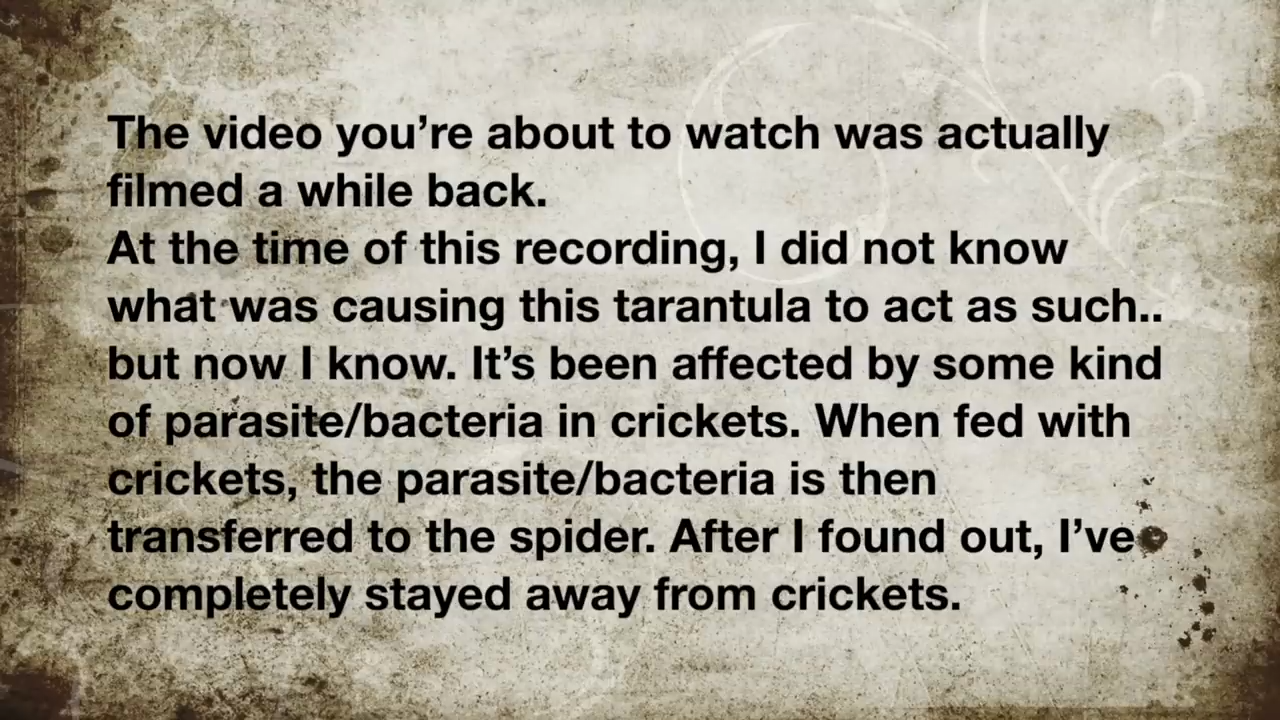 The video you’re about to watch was actually
filmed a while back.
At the time of this recording, I did not know
what was causing this tarantula to act as such..
but now I know. It’s been affected by some kind
of parasite/bacteria in crickets. When fed with
crickets, the parasite/bacteria is then
transferred to the spider. After I found out, I’ve
completely stayed away from crickets.